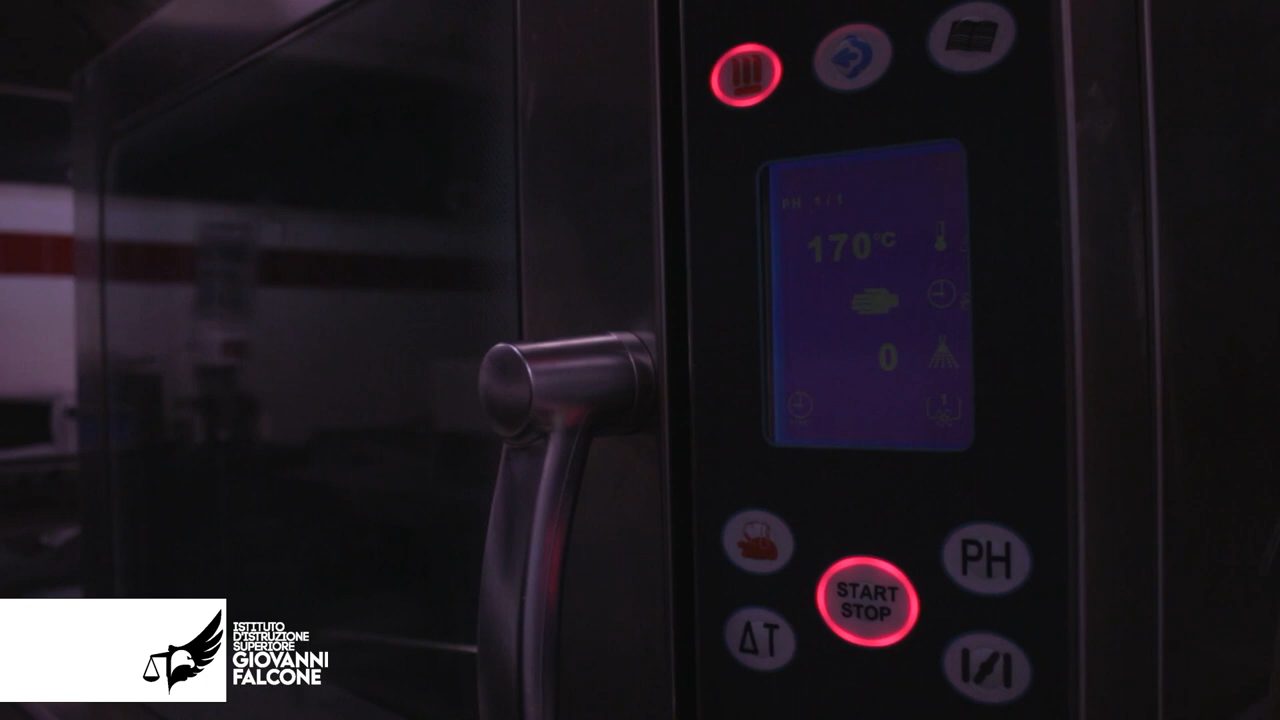 PH 1/1
170°C
0
START
STOP
PH
ΔT
ISTITUTO
D'ISTRUZIONE
SUPERIORE
GIOVANNI
FALCONE